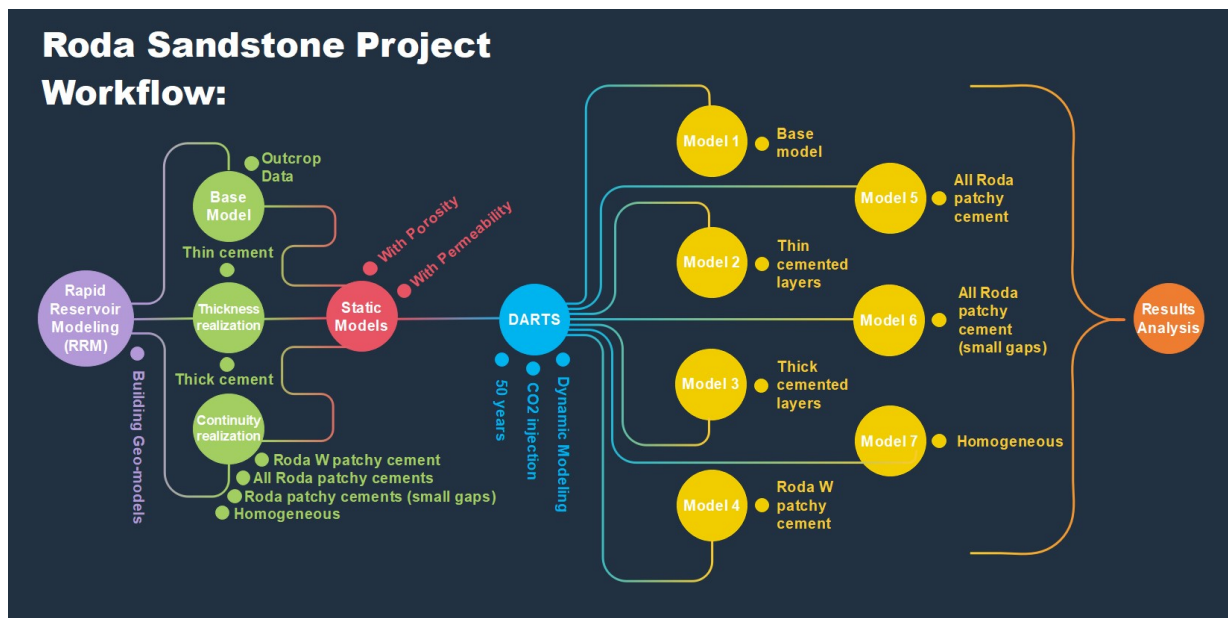 Roda Sandstone Project
Workflow:
Rapid
Reservoir
Modeling
(RRM)
Building Geo-models
Outcrop
Data
Base
Model
Thin cement
Thickness
realization
Thick cement
Continuity
realization
Roda W patchy cement
All Roda patchy cements
Roda patchy cements (small gaps)
Homogeneous
With Porosity
With Permeability
Static
Models
DARTS
50 years
CO2 injection
Dynamic Modeling
Model 1
Base
model
Model 2
Thin
cemented
layers
Model 3
Thick
cemented
layers
Model 4
Roda W
patchy
cement
Model 5
All Roda
patchy
cement
Model 6
All Roda
patchy
cement
(small gaps)
Model 7
Homogeneous
Results
Analysis